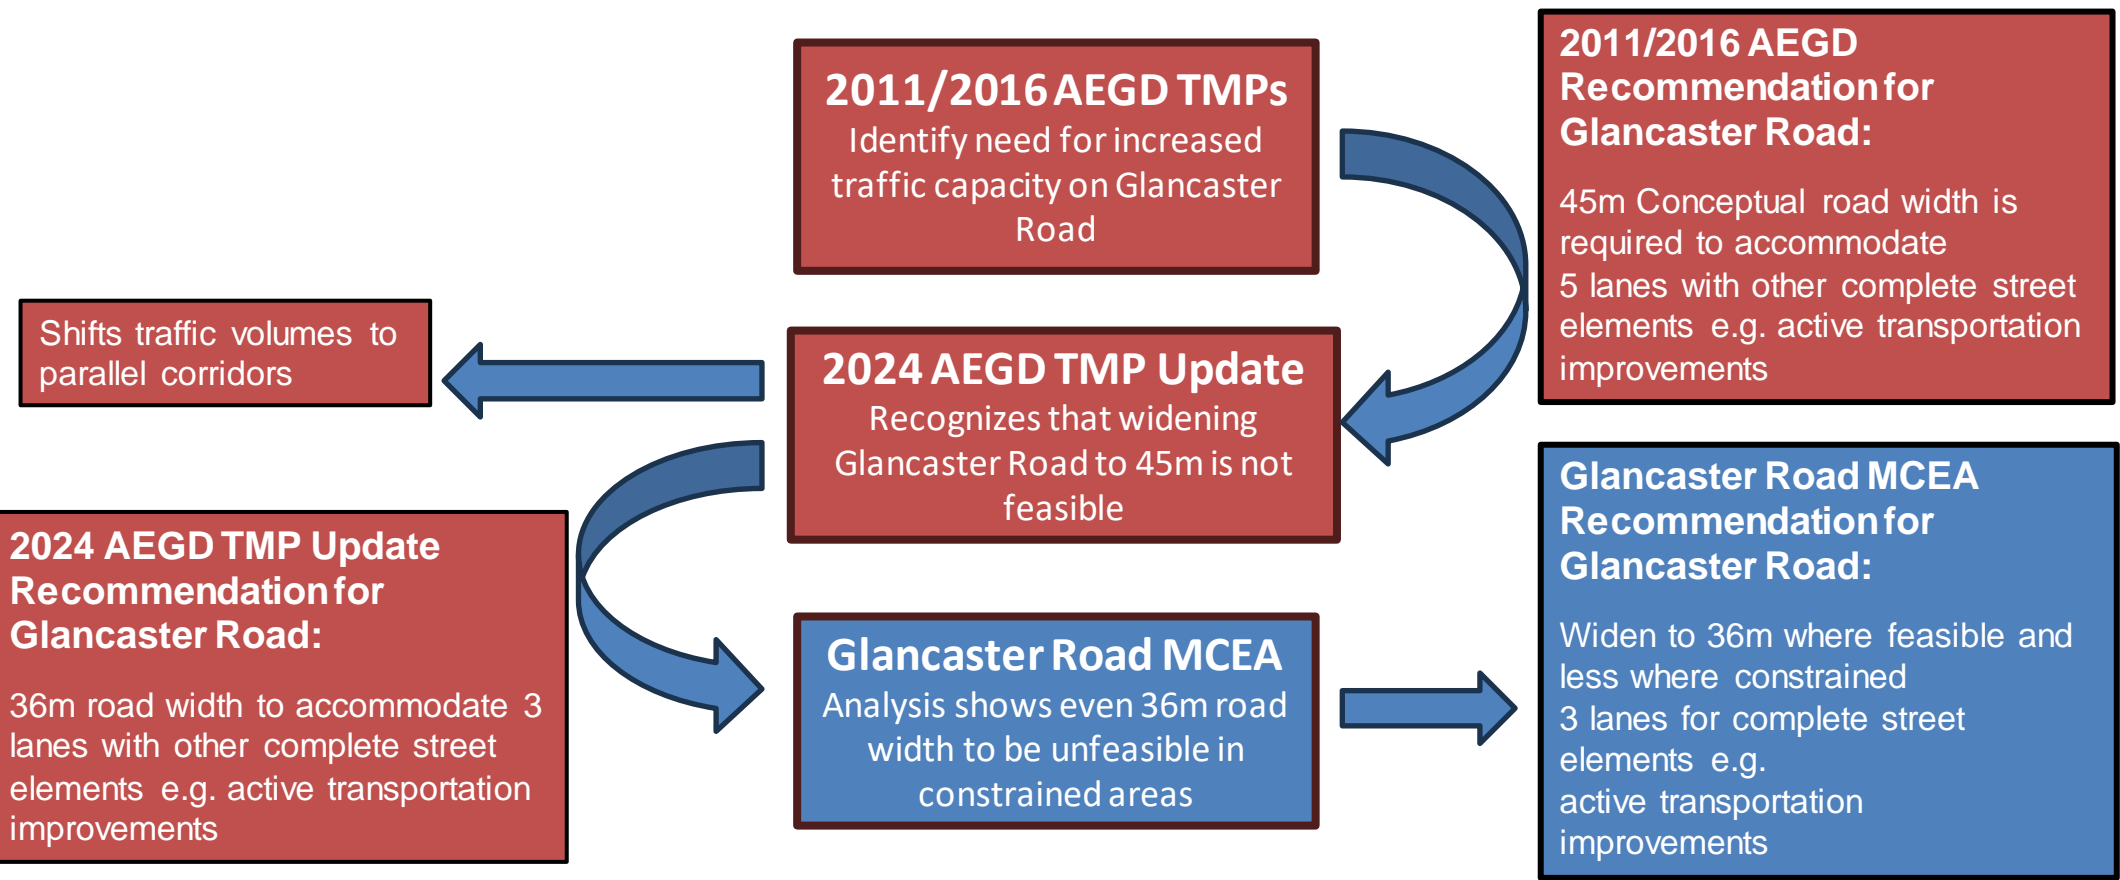 2011/2016 AEGD TMPs
Identify need for increased
traffic capacity on Glancaster
Road
2011/2016 AEGD
Recommendation for
Glancaster Road:
45m Conceptual road width is
required to accommodate
5 lanes with other complete street
elements e.g. active transportation
improvements
Shifts traffic volumes to
parallel corridors
2024 AEGD TMP Update
Recognizes that widening
Glancaster Road to 45m is not
feasible
2024 AEGD TMP Update
Recommendation for
Glancaster Road:
36m road width to accommodate 3
lanes with other complete street
elements e.g. active transportation
improvements
Glancaster Road MCEA
Analysis shows even 36m road
width to be unfeasible in
constrained areas
Glancaster Road MCEA
Recommendation for
Glancaster Road:
Widen to 36m where feasible and
less where constrained
3 lanes for complete street
elements e.g.
active transportation
improvements